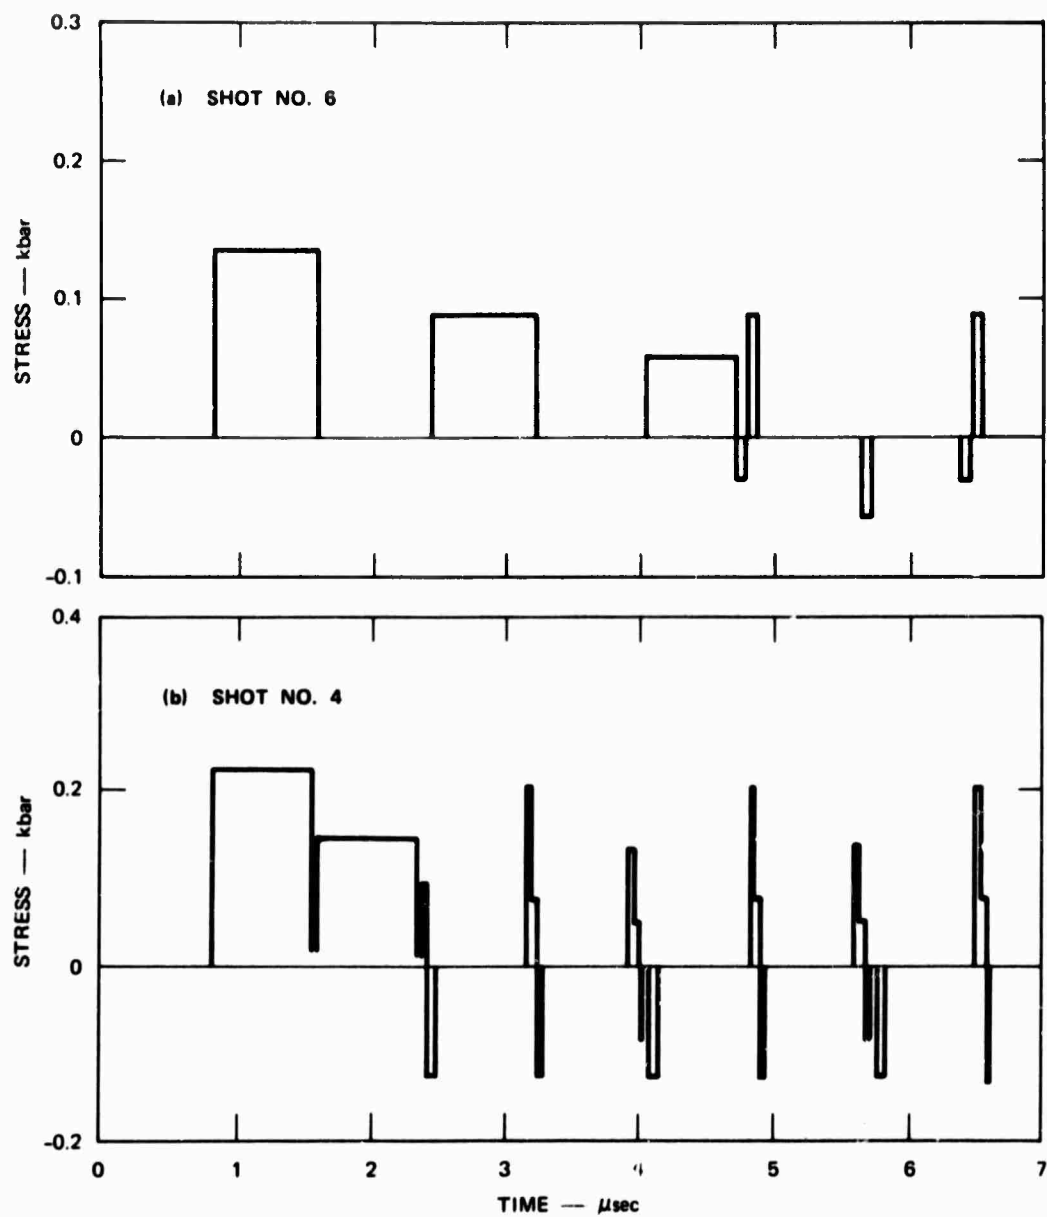 0.3
(a) SHOT NO. 6
0.2
STRESS — kbar
0.1
0
-0.1
0.4
(b) SHOT NO. 4
0.2
STRESS — kbar
0
-0.2
0 1 2 3 4 5 6 7
TIME — μsec